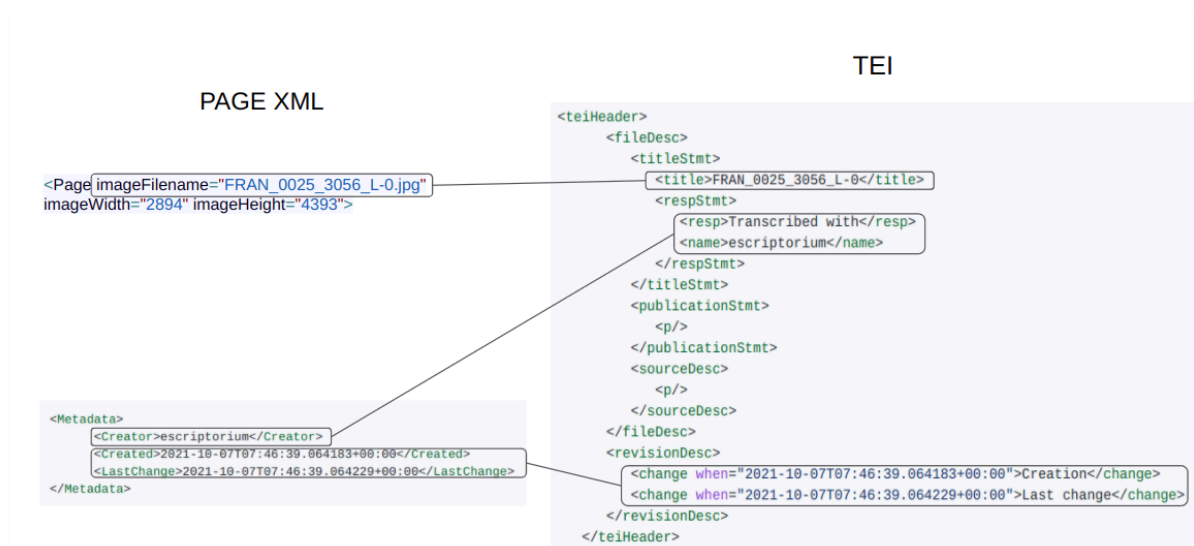 PAGE XML
<Page imageFilename="FRAN_0025_3056_L-0.jpg"
imageWidth="2894" imageHeight="4393">
<Metadata>
<Creator>escriptorium</Creator>
<Created>2021-10-07T07:46:39.064183+00:00</Created>
<LastChange>2021-10-07T07:46:39.064229+00:00</LastChange>
</Metadata>
TEI
<teiHeader>
<fileDesc>
<titleStmt>
<title>FRAN_0025_3056_L-0</title>
<respStmt>
<resp>Transcribed with</resp>
<name>escriptorium</name>
</respStmt>
</titleStmt>
<publicationStmt>
<p/>
</publicationStmt>
<sourceDesc>
<p/>
</sourceDesc>
</fileDesc>
<revisionDesc>
<change when="2021-10-07T07:46:39.064183+00:00">Creation</change>
<change when="2021-10-07T07:46:39.064229+00:00">Last change</change>
</revisionDesc>
</teiHeader>